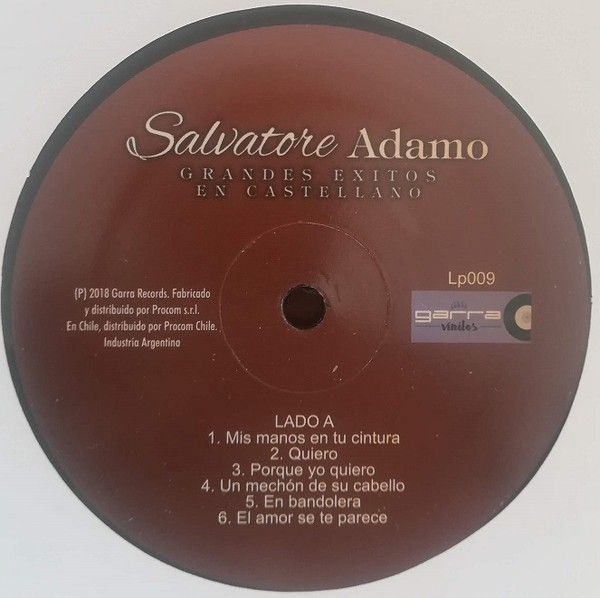 Salvatore Adamo
GRANDES EXITOS
EN CASTELLANO
Lp009
(P) 2018 Garra Records. Fabricado
y distribuido por Procom s.r.l.
En Chile, distribuido por Procom Chile.
Industria Argentina
garra
vinilos
LADO A
1. Mis manos en tu cintura
2. Quiero
3. Porque yo quiero
4. Un mechón de su cabello
5. En bandolera
6. El amor se te parece